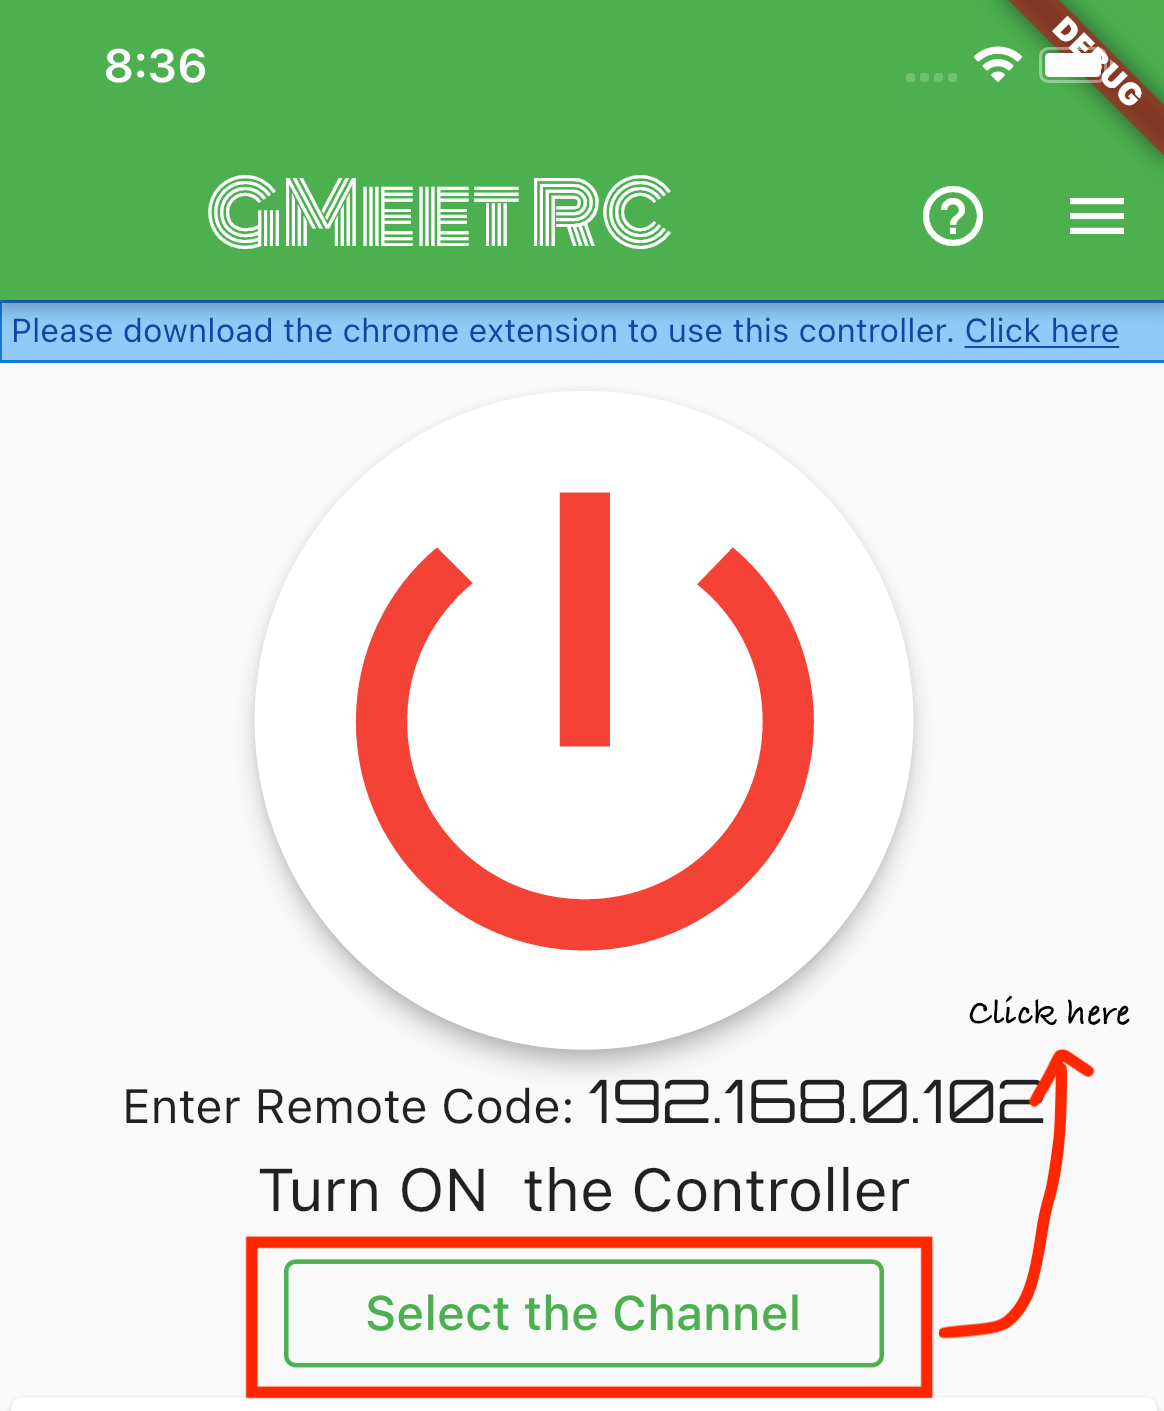 8:36
DEBUG
GMEET RC
Please download the chrome extension to use this controller. Click here
Click here
Enter Remote Code: 192.168.0.102
Turn ON the Controller
Select the Channel